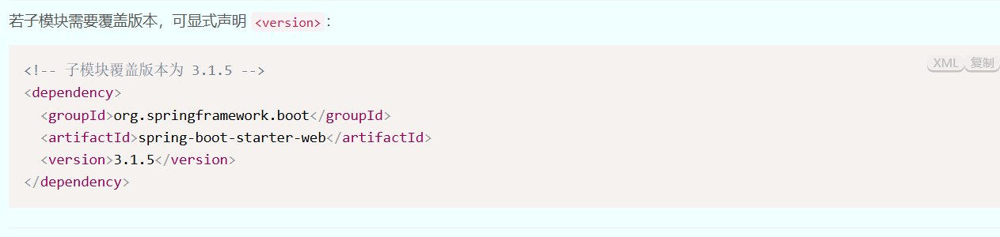 若子模块需要覆盖版本，可显式声明 <version>：
XML 复制
<!-- 子模块覆盖版本为 3.1.5 -->
<dependency>
  <groupId>org.springframework.boot</groupId>
  <artifactId>spring-boot-starter-web</artifactId>
  <version>3.1.5</version>
</dependency>